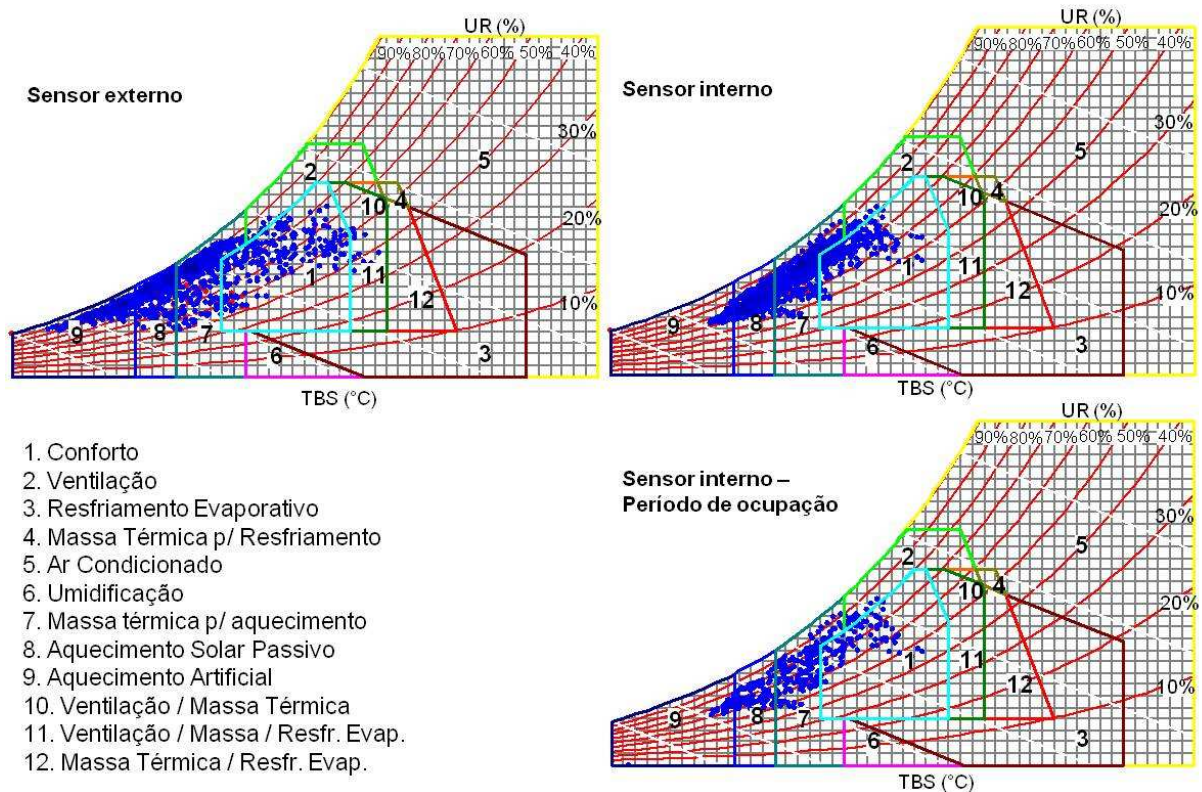 UR (%)
90% 80% 70% 60% 50% 40%
Sensor externo
30%
5
2
20%
10 4
1 11
12
10%
9 8 7
6
3
TBS (°C)
UR (%)
90% 80% 70% 60% 50% 40%
Sensor interno
30%
5
2
20%
10 4
1 11
12
10%
9 8 7
6
3
TBS (°C)
1. Conforto
2. Ventilação
3. Resfriamento Evaporativo
4. Massa Térmica p/ Resfriamento
5. Ar Condicionado
6. Umidificação
7. Massa térmica p/ aquecimento
8. Aquecimento Solar Passivo
9. Aquecimento Artificial
10. Ventilação / Massa Térmica
11. Ventilação / Massa / Resfr. Evap.
12. Massa Térmica / Resfr. Evap.
UR (%)
90% 80% 70% 60% 50% 40%
Sensor interno –
Período de ocupação
30%
5
2
20%
10 4
1 11
12
10%
9 8 7
6
3
TBS (°C)